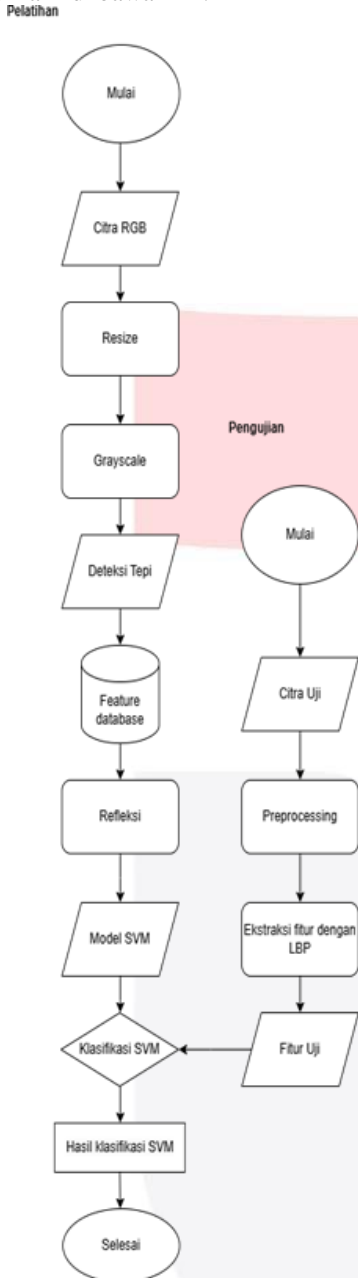 Pelatihan
Mulai
Citra RGB
Resize
Grayscale
Deteksi Tepi
Feature
database
Refleksi
Model SVM
Klasifikasi SVM
Hasil klasifikasi SVM
Selesai
Pengujian
Mulai
Citra Uji
Preprocessing
Ekstraksi fitur dengan
LBP
Fitur Uji